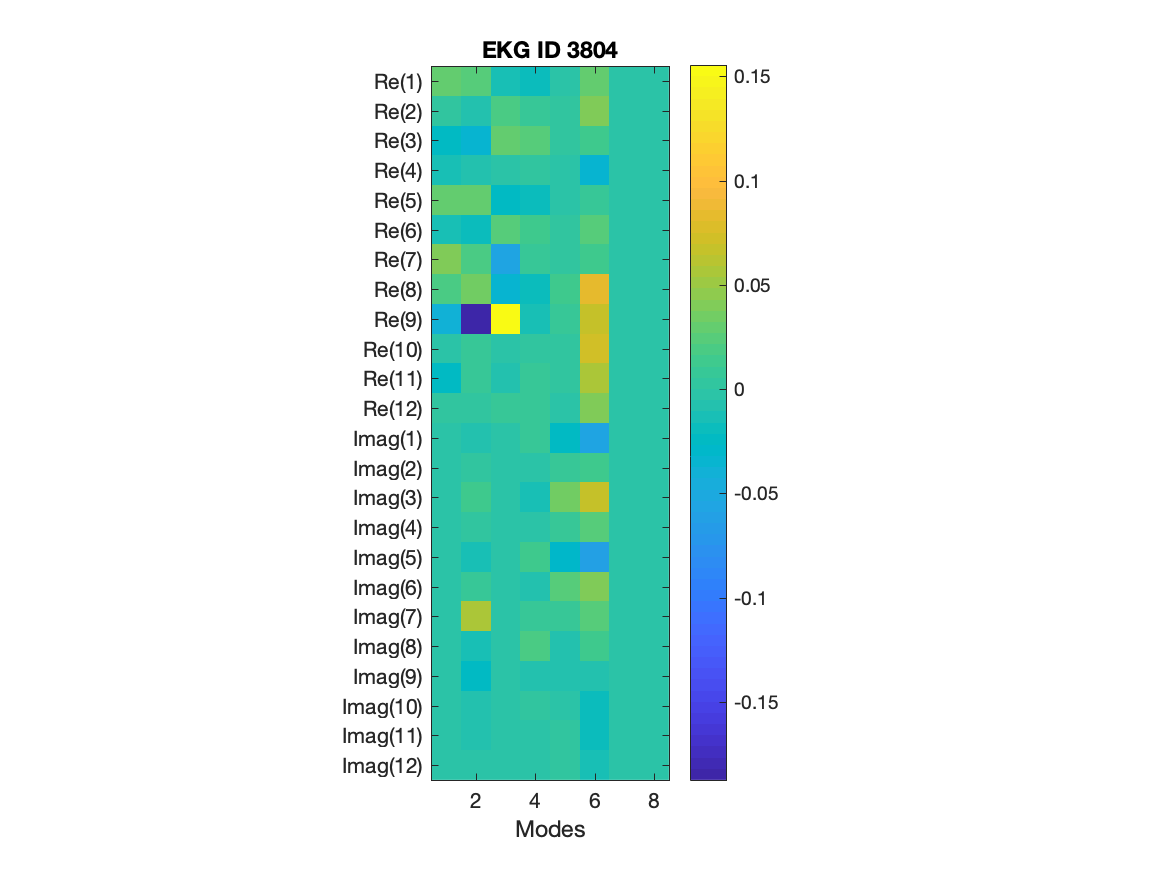 EKG ID 3804
Re(1)
Re(2)
Re(3)
Re(4)
Re(5)
Re(6)
Re(7)
Re(8)
Re(9)
Re(10)
Re(11)
Re(12)
Imag(1)
Imag(2)
Imag(3)
Imag(4)
Imag(5)
Imag(6)
Imag(7)
Imag(8)
Imag(9)
Imag(10)
Imag(11)
Imag(12)
2 4 6 8
Modes
0.15
0.1
0.05
0
-0.05
-0.1
-0.15